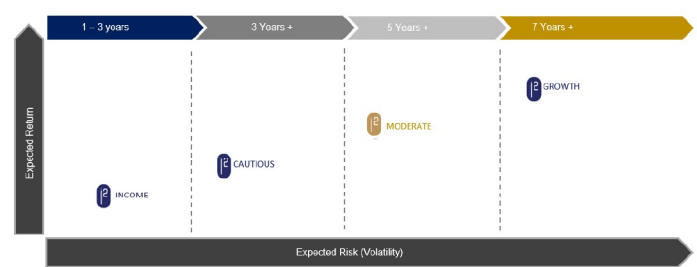 1 – 3 years
3 Years +
5 Years +
7 Years +
Expected Return
GROWTH
MODERATE
CAUTIOUS
INCOME
Expected Risk (Volatility)